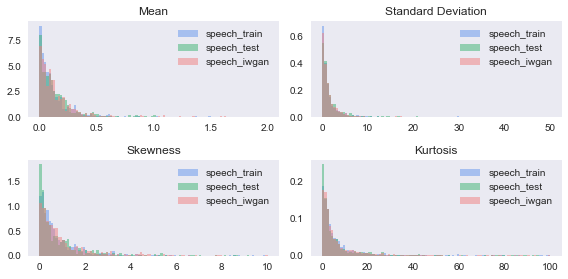 Mean
Standard Deviation
7.5
5.0
2.5
0.0
speech_train
speech_test
speech_iwgan
0.0 0.5 1.0 1.5 2.0
0.6
0.4
0.2
0.0
speech_train
speech_test
speech_iwgan
0 10 20 30 40 50
Skewness
Kurtosis
1.5
1.0
0.5
0.0
speech_train
speech_test
speech_iwgan
0 2 4 6 8 10
0.2
0.1
0.0
speech_train
speech_test
speech_iwgan
0 20 40 60 80 100